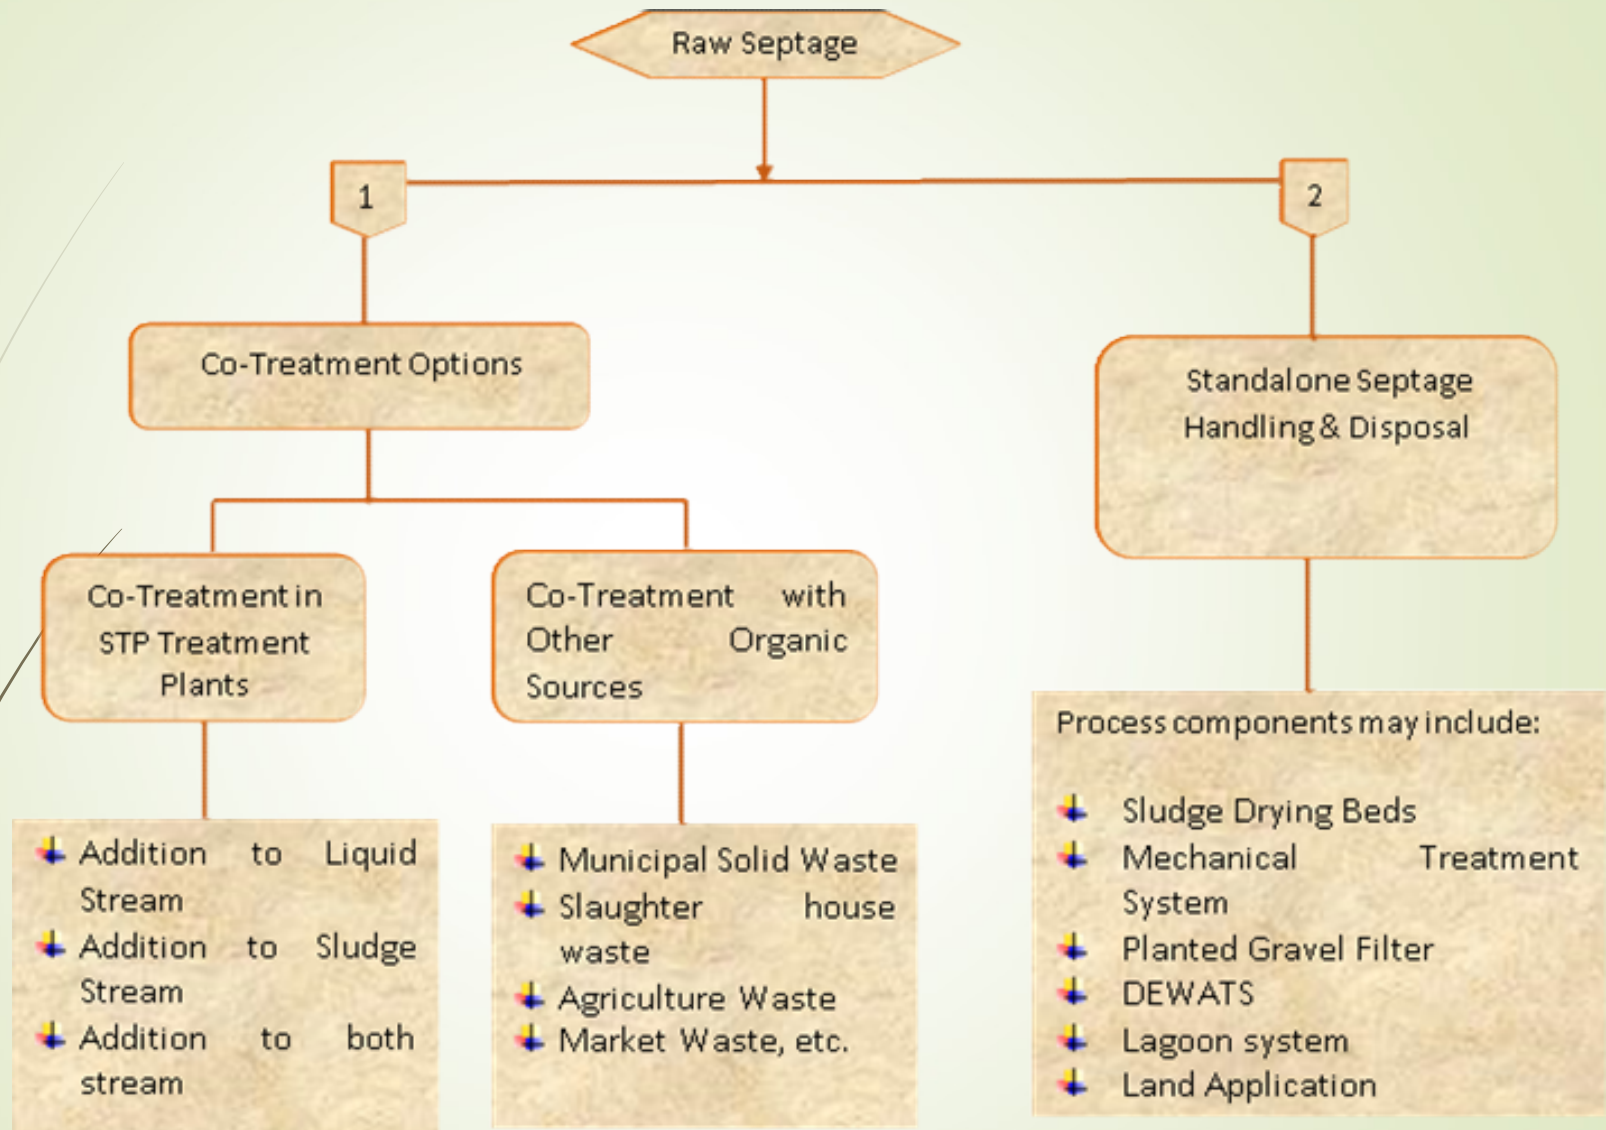 Raw Septage
1
2
Co-Treatment Options
Standalone Septage
Handling & Disposal
Co-Treatment in
STP Treatment
Plants
Co-Treatment with
Other Organic
Sources
Addition to Liquid
Stream
Addition to Sludge
Stream
Addition to both
stream
Municipal Solid Waste
Slaughter house
waste
Agriculture Waste
Market Waste, etc.
Process components may include:
Sludge Drying Beds
Mechanical Treatment
System
Planted Gravel Filter
DEWATS
Lagoon system
Land Application